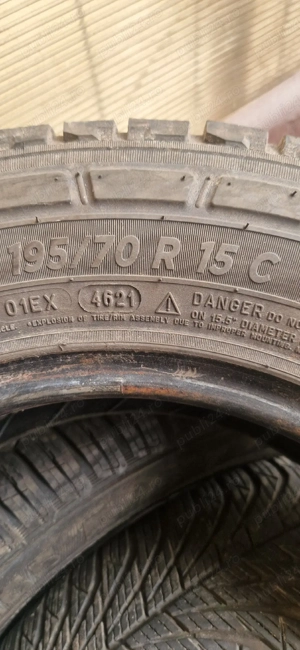 195/70 R 15 C
01EX 4621 DANGER DO NO
ON 15.5" DIAMETER
CLE. •EXPLOSION OF TIRE/RIM ASSEMBLY DUE TO IMPROPER MOUNTING.